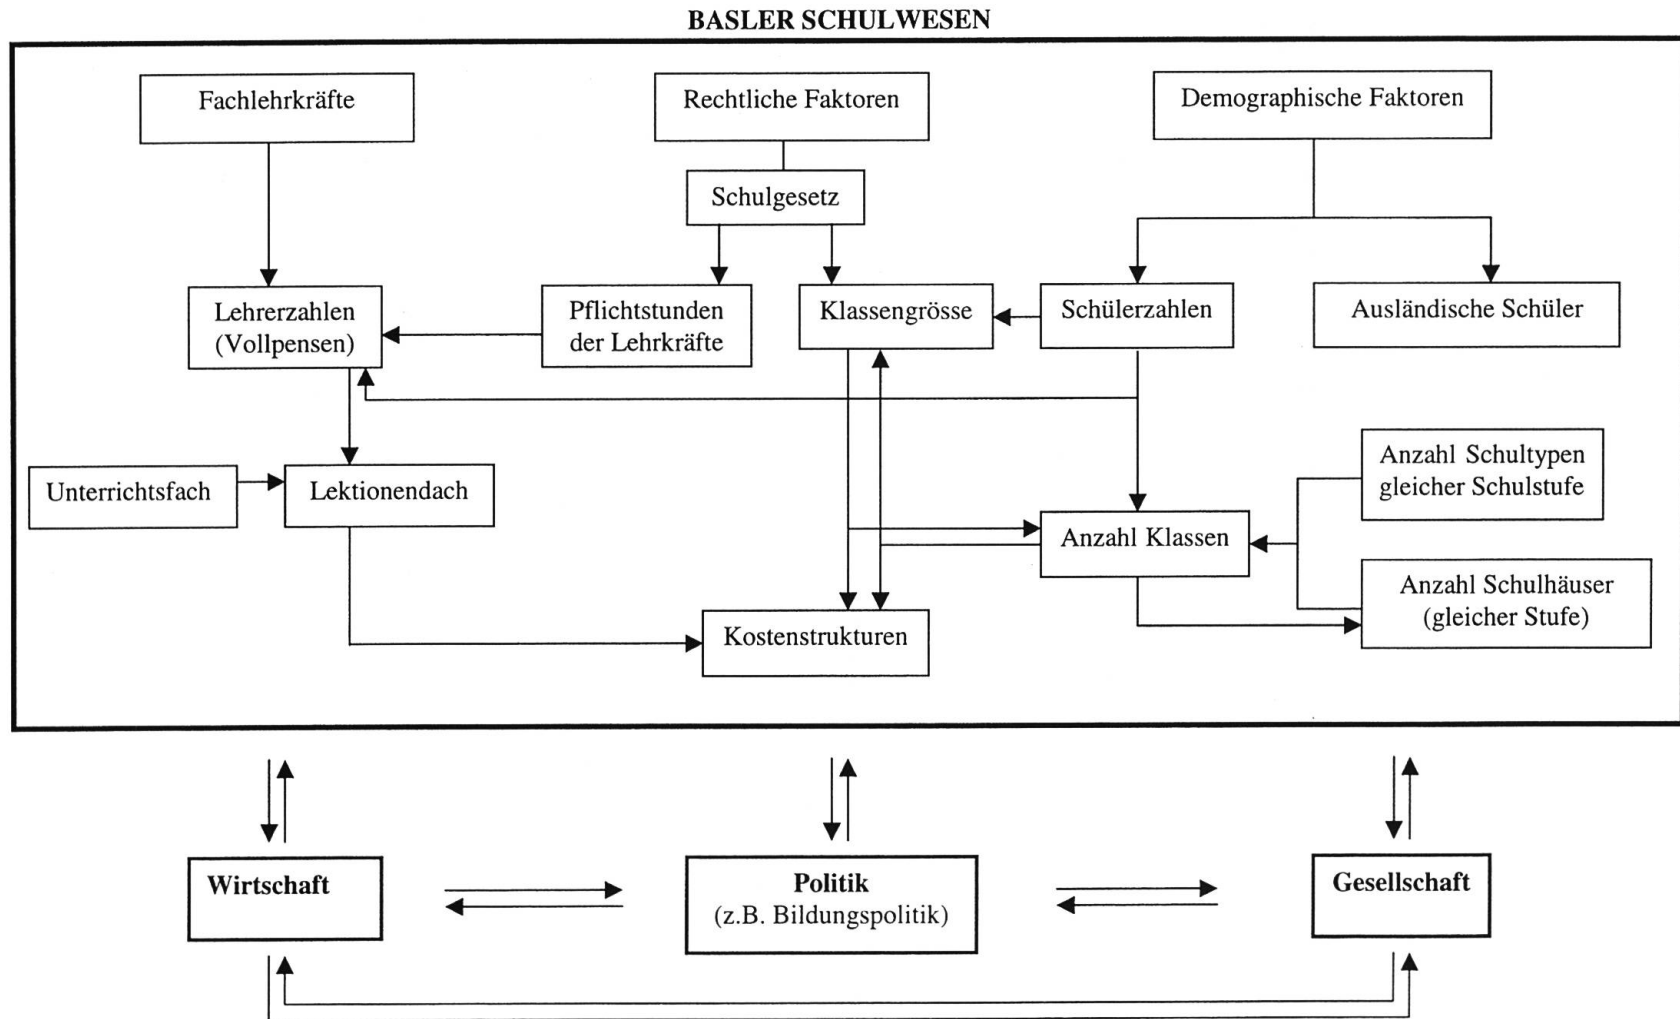 BASLER SCHULWESEN
Fachlehrkräfte
Rechtliche Faktoren
Demographische Faktoren
Schulgesetz
Lehrerzahlen
(Vollpensen)
Pflichtstunden
der Lehrkräfte
Klassengrösse
Schülerzahlen
Ausländische Schüler
Unterrichtsfach
Lektionendach
Anzahl Klassen
Anzahl Schultypen
gleicher Schulstufe
Anzahl Schulhäuser
(gleicher Stufe)
Kostenstrukturen
Wirtschaft
Politik
(z.B. Bildungspolitik)
Gesellschaft